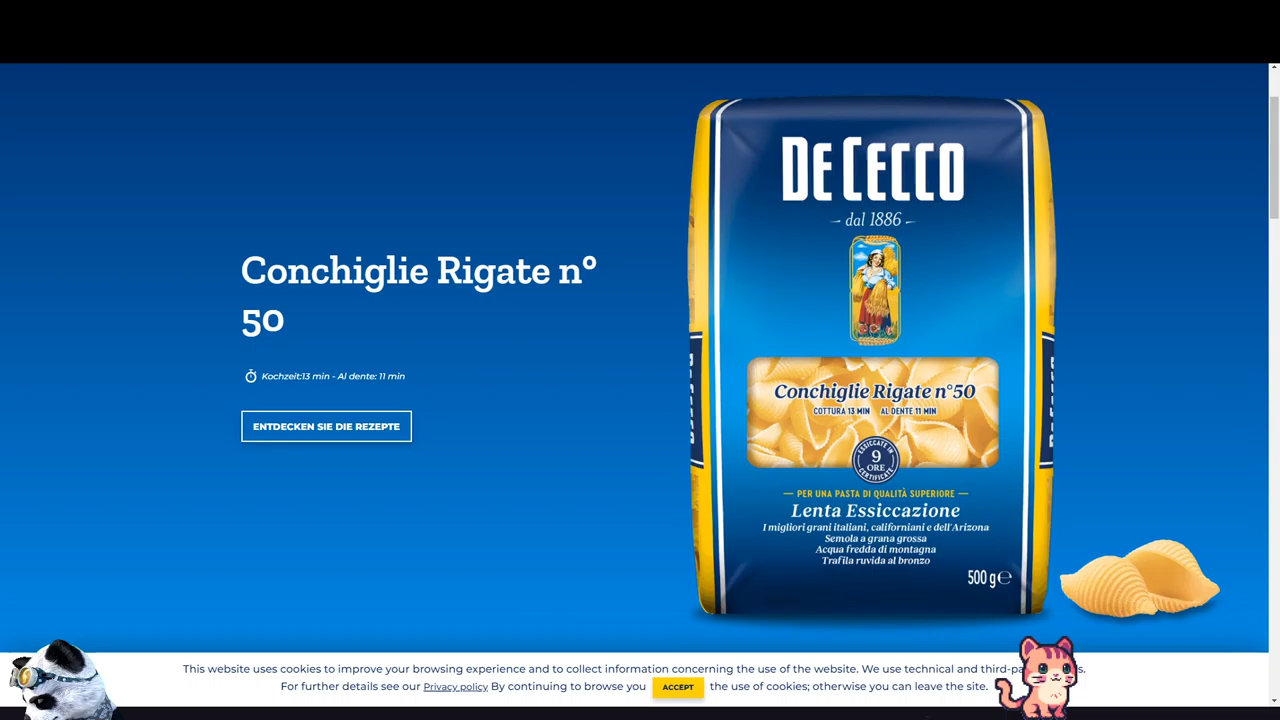 Conchiglie Rigate n°
50
Kochzeit:13 min - Al dente: 11 min
ENTDECKEN SIE DIE REZEPTE
DE CECCO
dal 1886
Conchiglie Rigate n°50
COTTURA 13 MIN AL DENTE 11 MIN
ESSICCATE IN
9
ORE
CERTIFICATE
PER UNA PASTA DI QUALITÀ SUPERIORE
Lenta Essiccazione
I migliori grani italiani, californiani e dell'Arizona
Semola a grana grossa
Acqua fredda di montagna
Trafila ruvida al bronzo
500 g ℮
This website uses cookies to improve your browsing experience and to collect information concerning the use of the website. We use technical and
For further details see our Privacy policy By continuing to browse you ACCEPT the use of cookies; otherwise you can leave the site.